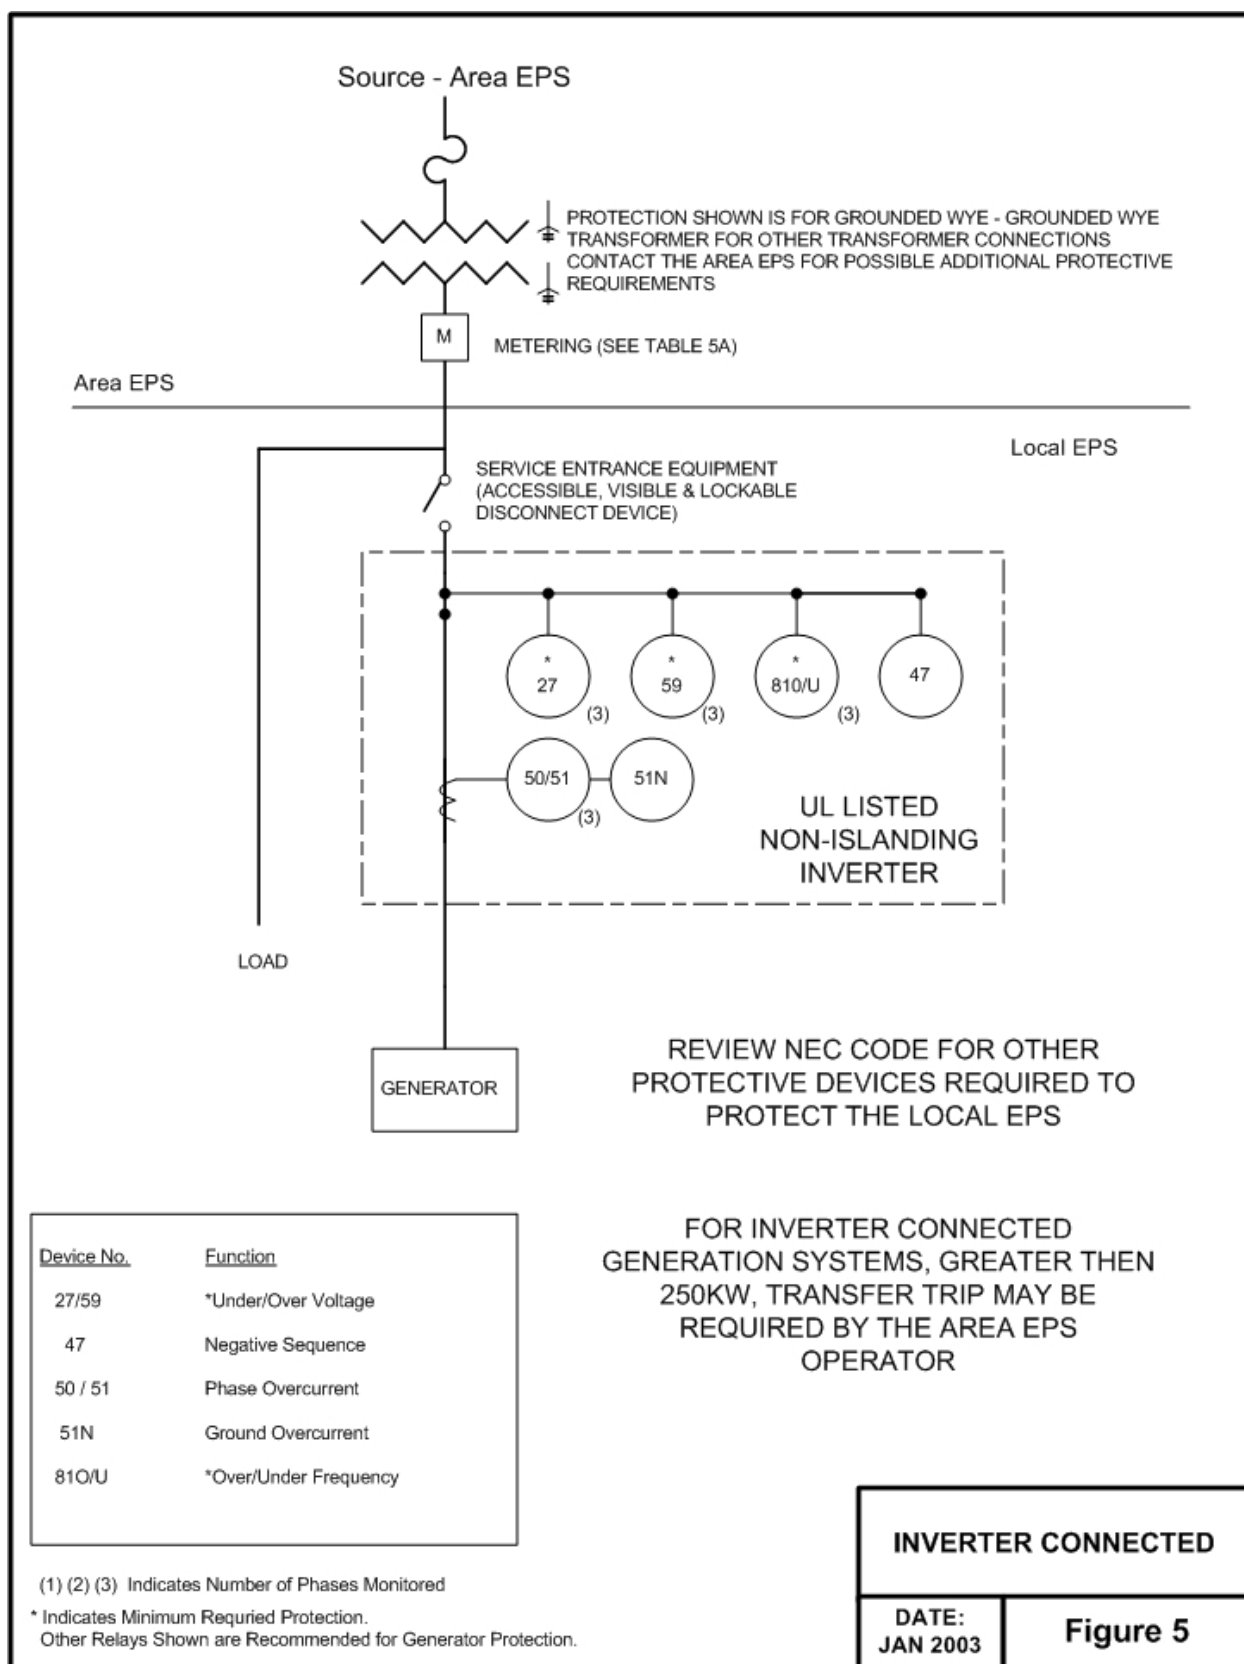 Source - Area EPS
PROTECTION SHOWN IS FOR GROUNDED WYE - GROUNDED WYE
TRANSFORMER FOR OTHER TRANSFORMER CONNECTIONS
CONTACT THE AREA EPS FOR POSSIBLE ADDITIONAL PROTECTIVE
REQUIREMENTS
M
METERING (SEE TABLE 5A)
Area EPS
Local EPS
SERVICE ENTRANCE EQUIPMENT
(ACCESSIBLE, VISIBLE & LOCKABLE
DISCONNECT DEVICE)
* * *
27 59 810/U 47
(3) (3) (3)
50/51 51N
(3)
UL LISTED
NON-ISLANDING
INVERTER
LOAD
GENERATOR
REVIEW NEC CODE FOR OTHER
PROTECTIVE DEVICES REQUIRED TO
PROTECT THE LOCAL EPS
FOR INVERTER CONNECTED
GENERATION SYSTEMS, GREATER THEN
250KW, TRANSFER TRIP MAY BE
REQUIRED BY THE AREA EPS
OPERATOR
Device No. Function
27/59 *Under/Over Voltage
47 Negative Sequence
50 / 51 Phase Overcurrent
51N Ground Overcurrent
81O/U *Over/Under Frequency
(1) (2) (3) Indicates Number of Phases Monitored
* Indicates Minimum Requried Protection.
Other Relays Shown are Recommended for Generator Protection.
INVERTER CONNECTED
DATE:
JAN 2003
Figure 5